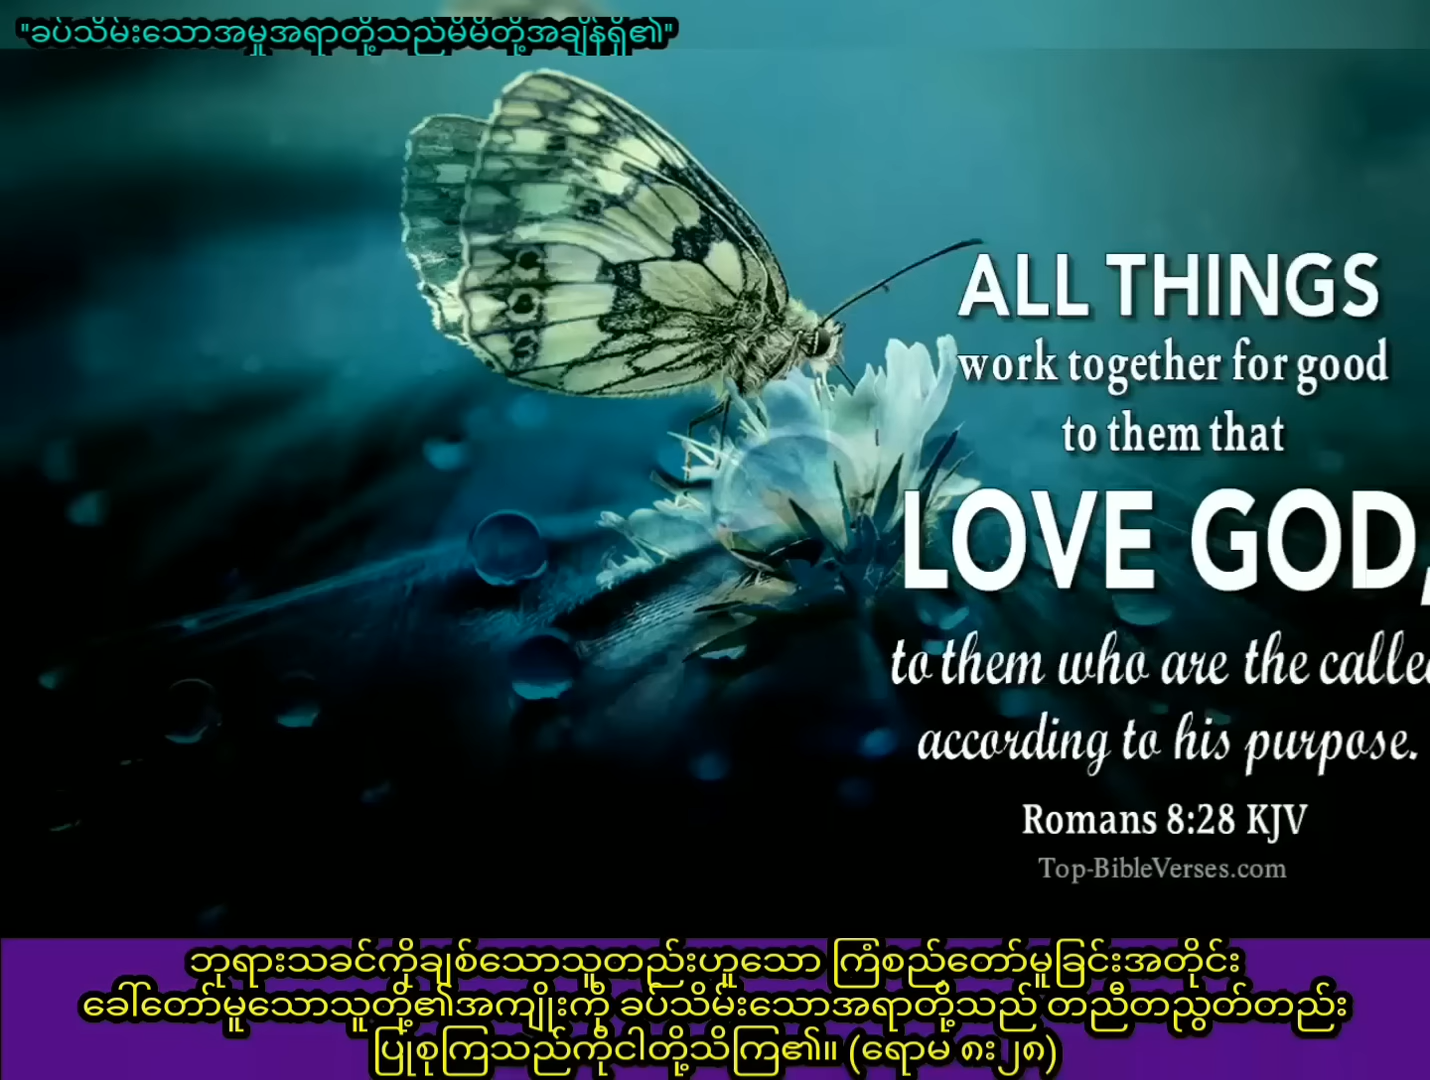 "ခပ်သိမ်းသောအမှုအရာတို့သည်မိမိတို့အချိန်ရှိ၏"
ALL THINGS
work together for good
to them that
LOVE GOD,
to them who are the called
according to his purpose.
Romans 8:28 KJV
Top-BibleVerses.com
ဘုရားသခင်ကိုချစ်သောသူတည်းဟူသော ကြံစည်တော်မူခြင်းအတိုင်း
ခေါ်တော်မူသောသူတို့၏အကျိုးကို ခပ်သိမ်းသောအရာတို့သည် တညီတညွတ်တည်း
ပြုစုကြသည်ကိုငါတို့သိကြ၏။ (ရောမ ၈း၂၈)